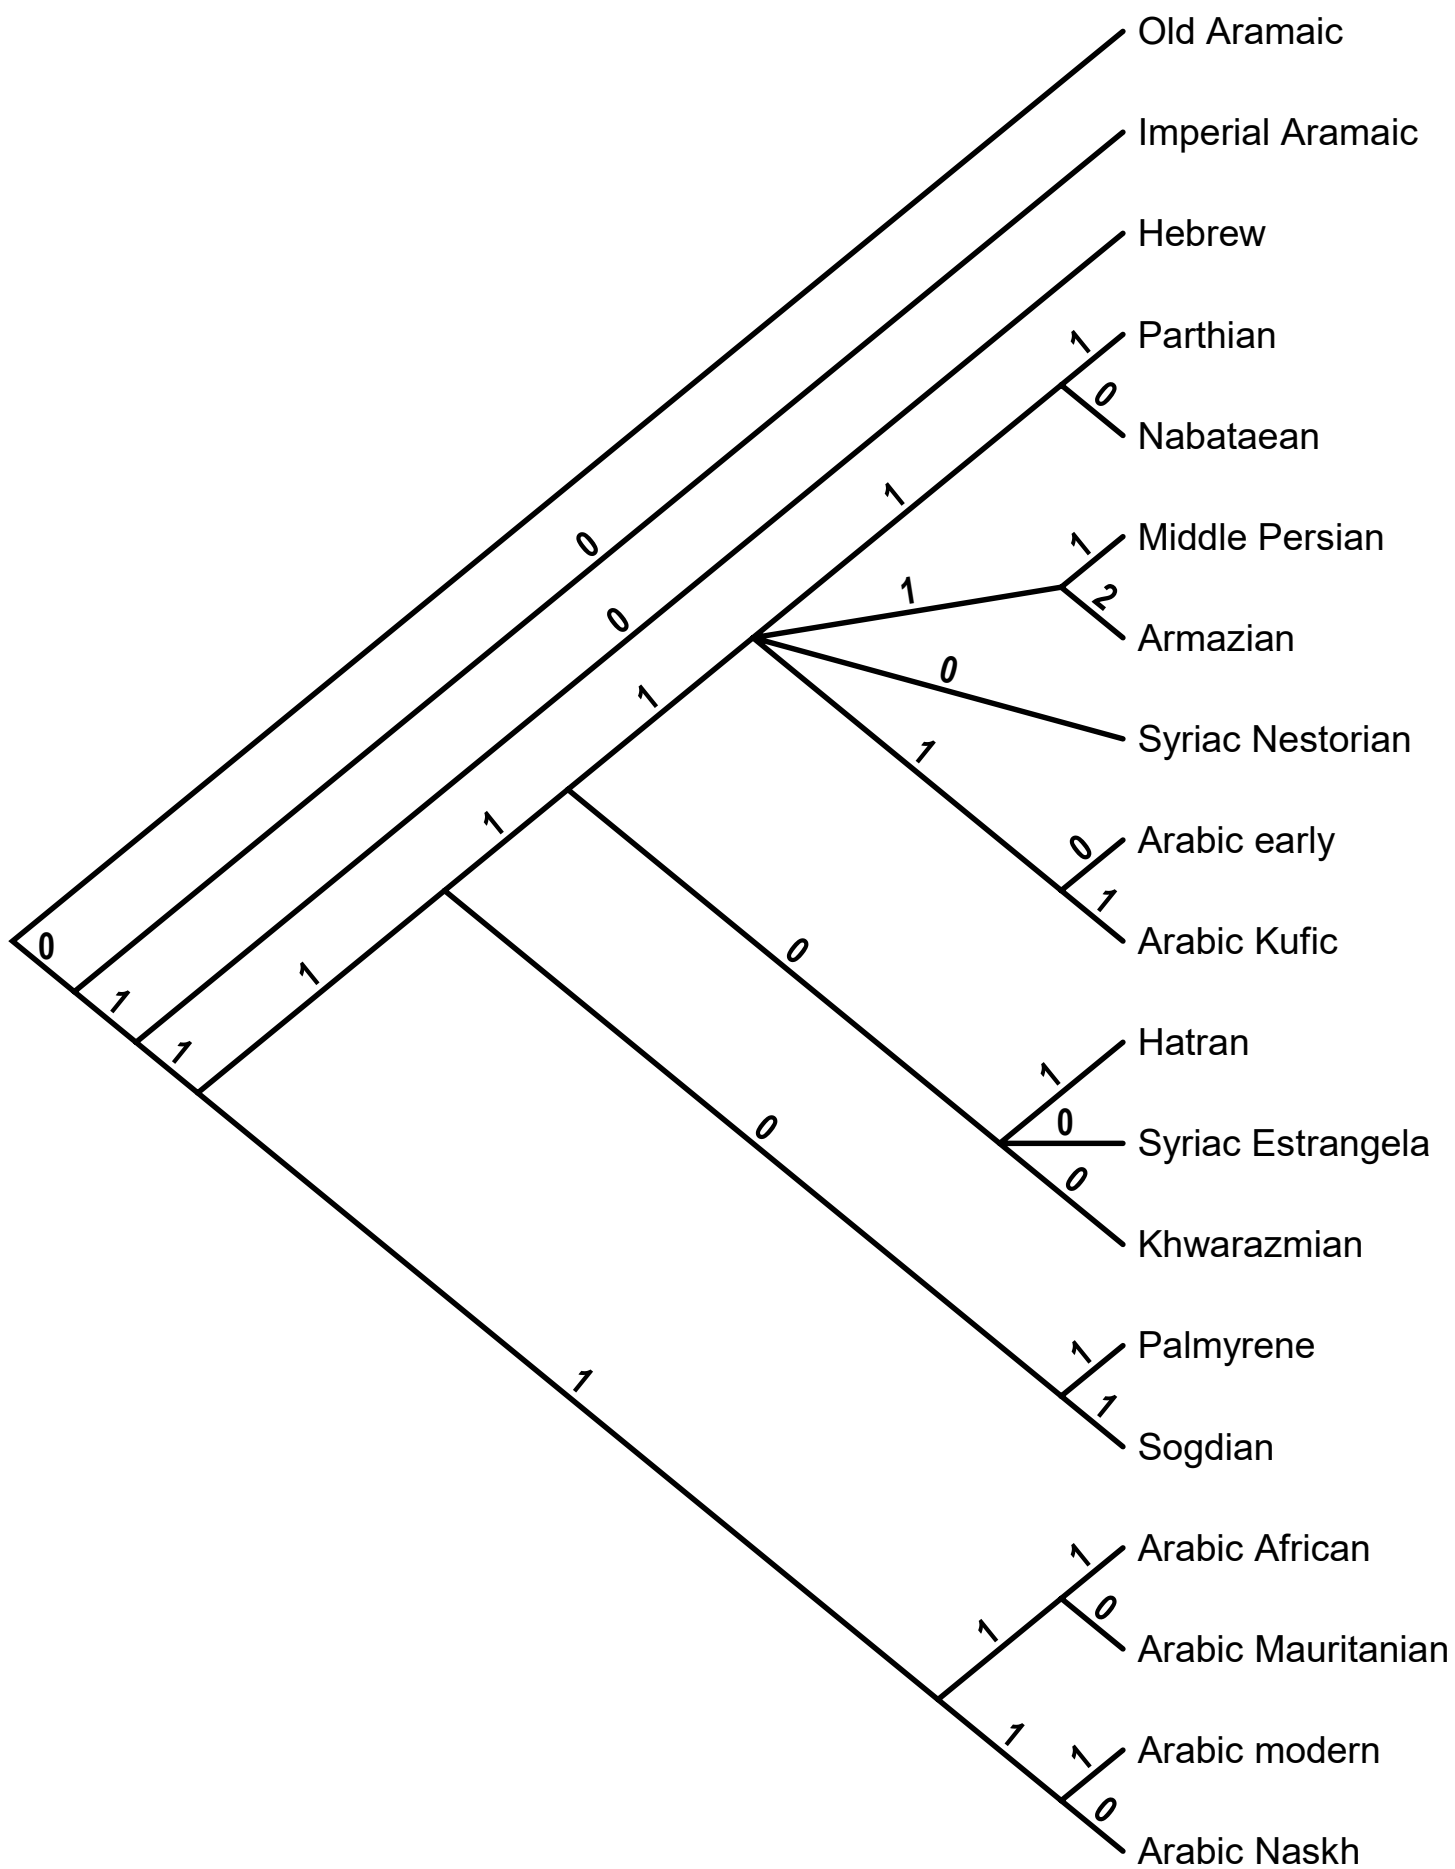 Old Aramaic
Imperial Aramaic
Hebrew
1 Parthian
0
Nabataean
1
1 Middle Persian
0
1
2
0
Armazian
0
1
Syriac Nestorian
1
1
0 Arabic early
1
0
Arabic Kufic
0
1
1
Hatran
1
1
0
0
Syriac Estrangela
0
Khwarazmian
1 Palmyrene
1
1
Sogdian
1 Arabic African
0
1
Arabic Mauritanian
1
1 Arabic modern
0
Arabic Naskh